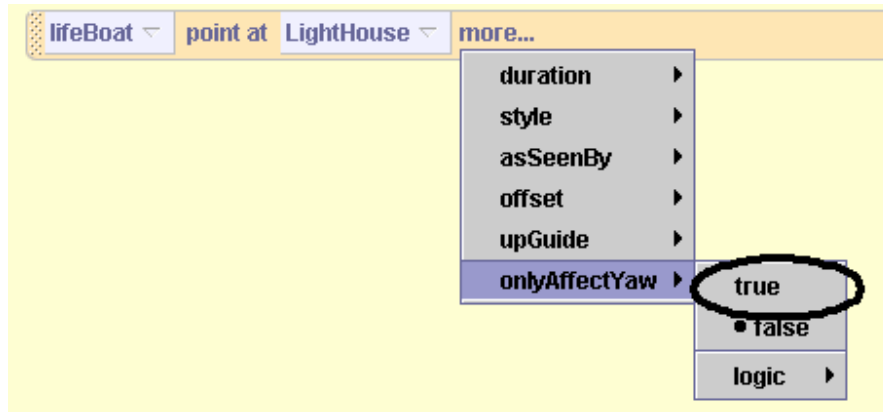 lifeBoat point at LightHouse more...
duration
style
asSeenBy
offset
upGuide
onlyAffectYaw
true
false
logic